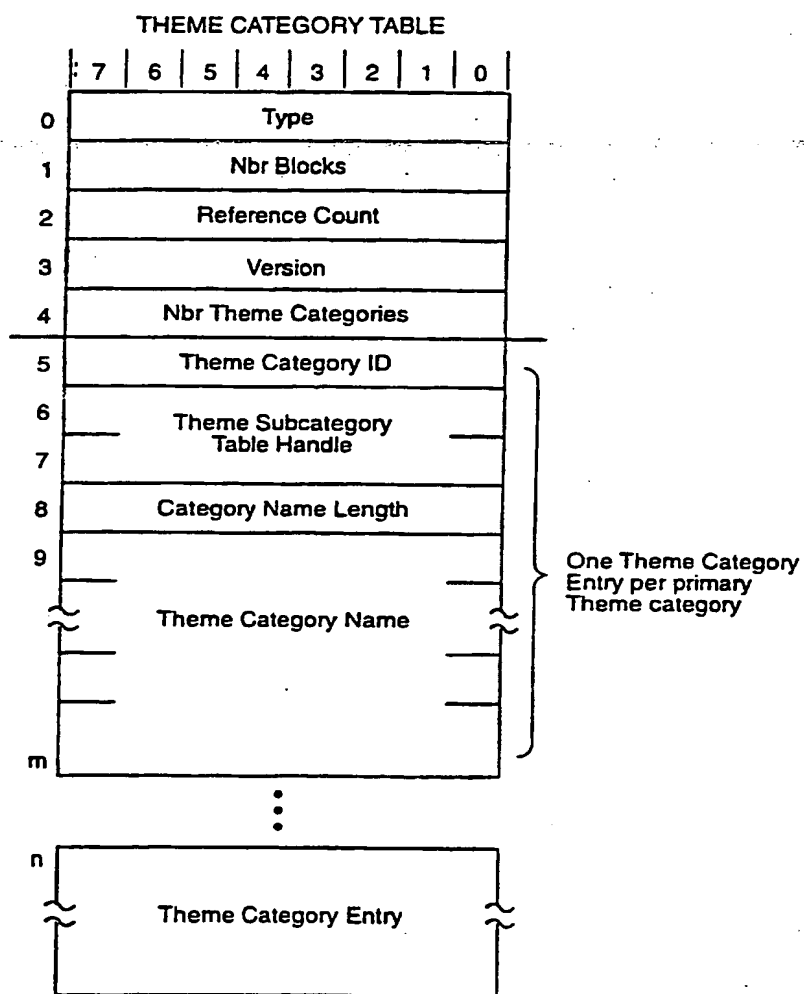 THEME CATEGORY TABLE
7 6 5 4 3 2 1 0
0 Type
1 Nbr Blocks
2 Reference Count
3 Version
4 Nbr Theme Categories
5 Theme Category ID
6 Theme Subcategory
Table Handle
7
8 Category Name Length
9
One Theme Category
Entry per primary
Theme category
Theme Category Name
m
n
Theme Category Entry